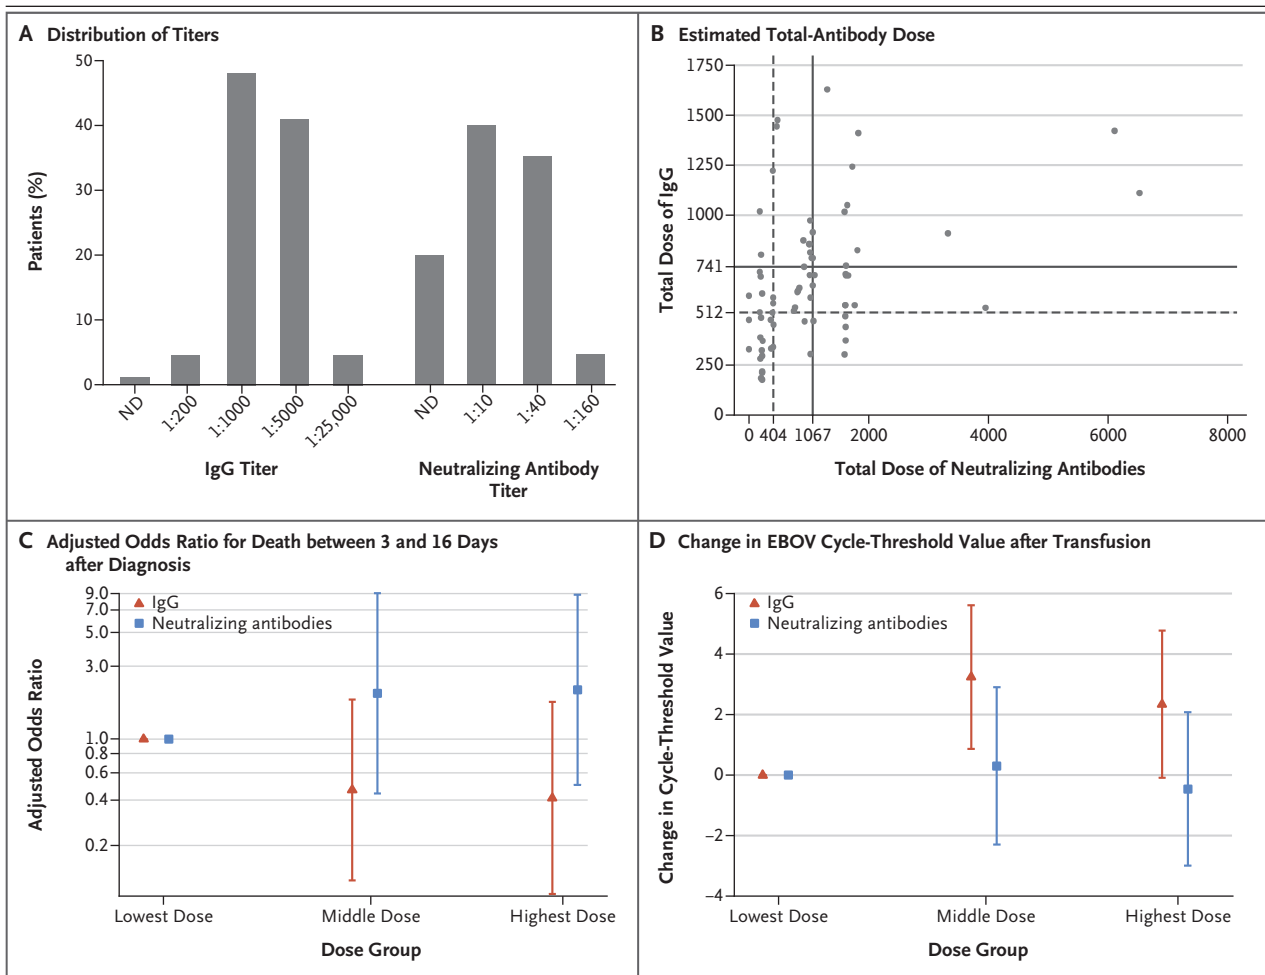 A Distribution of Titers
50
40
30
20
10
0
Patients (%)
ND
1:200
1:1000
1:5000
1:25,000
ND
1:10
1:40
1:160
IgG Titer
Neutralizing Antibody
Titer
B Estimated Total-Antibody Dose
1750
1500
1250
1000
741
512
250
0
Total Dose of IgG
0 404 1067 2000 4000 6000 8000
Total Dose of Neutralizing Antibodies
C Adjusted Odds Ratio for Death between 3 and 16 Days
after Diagnosis
9.0
7.0
5.0
3.0
1.0
0.8
0.6
0.4
0.2
Adjusted Odds Ratio
IgG
Neutralizing antibodies
Lowest Dose Middle Dose Highest Dose
Dose Group
D Change in EBOV Cycle-Threshold Value after Transfusion
6
4
2
0
−2
−4
Change in Cycle-Threshold Value
IgG
Neutralizing antibodies
Lowest Dose Middle Dose Highest Dose
Dose Group